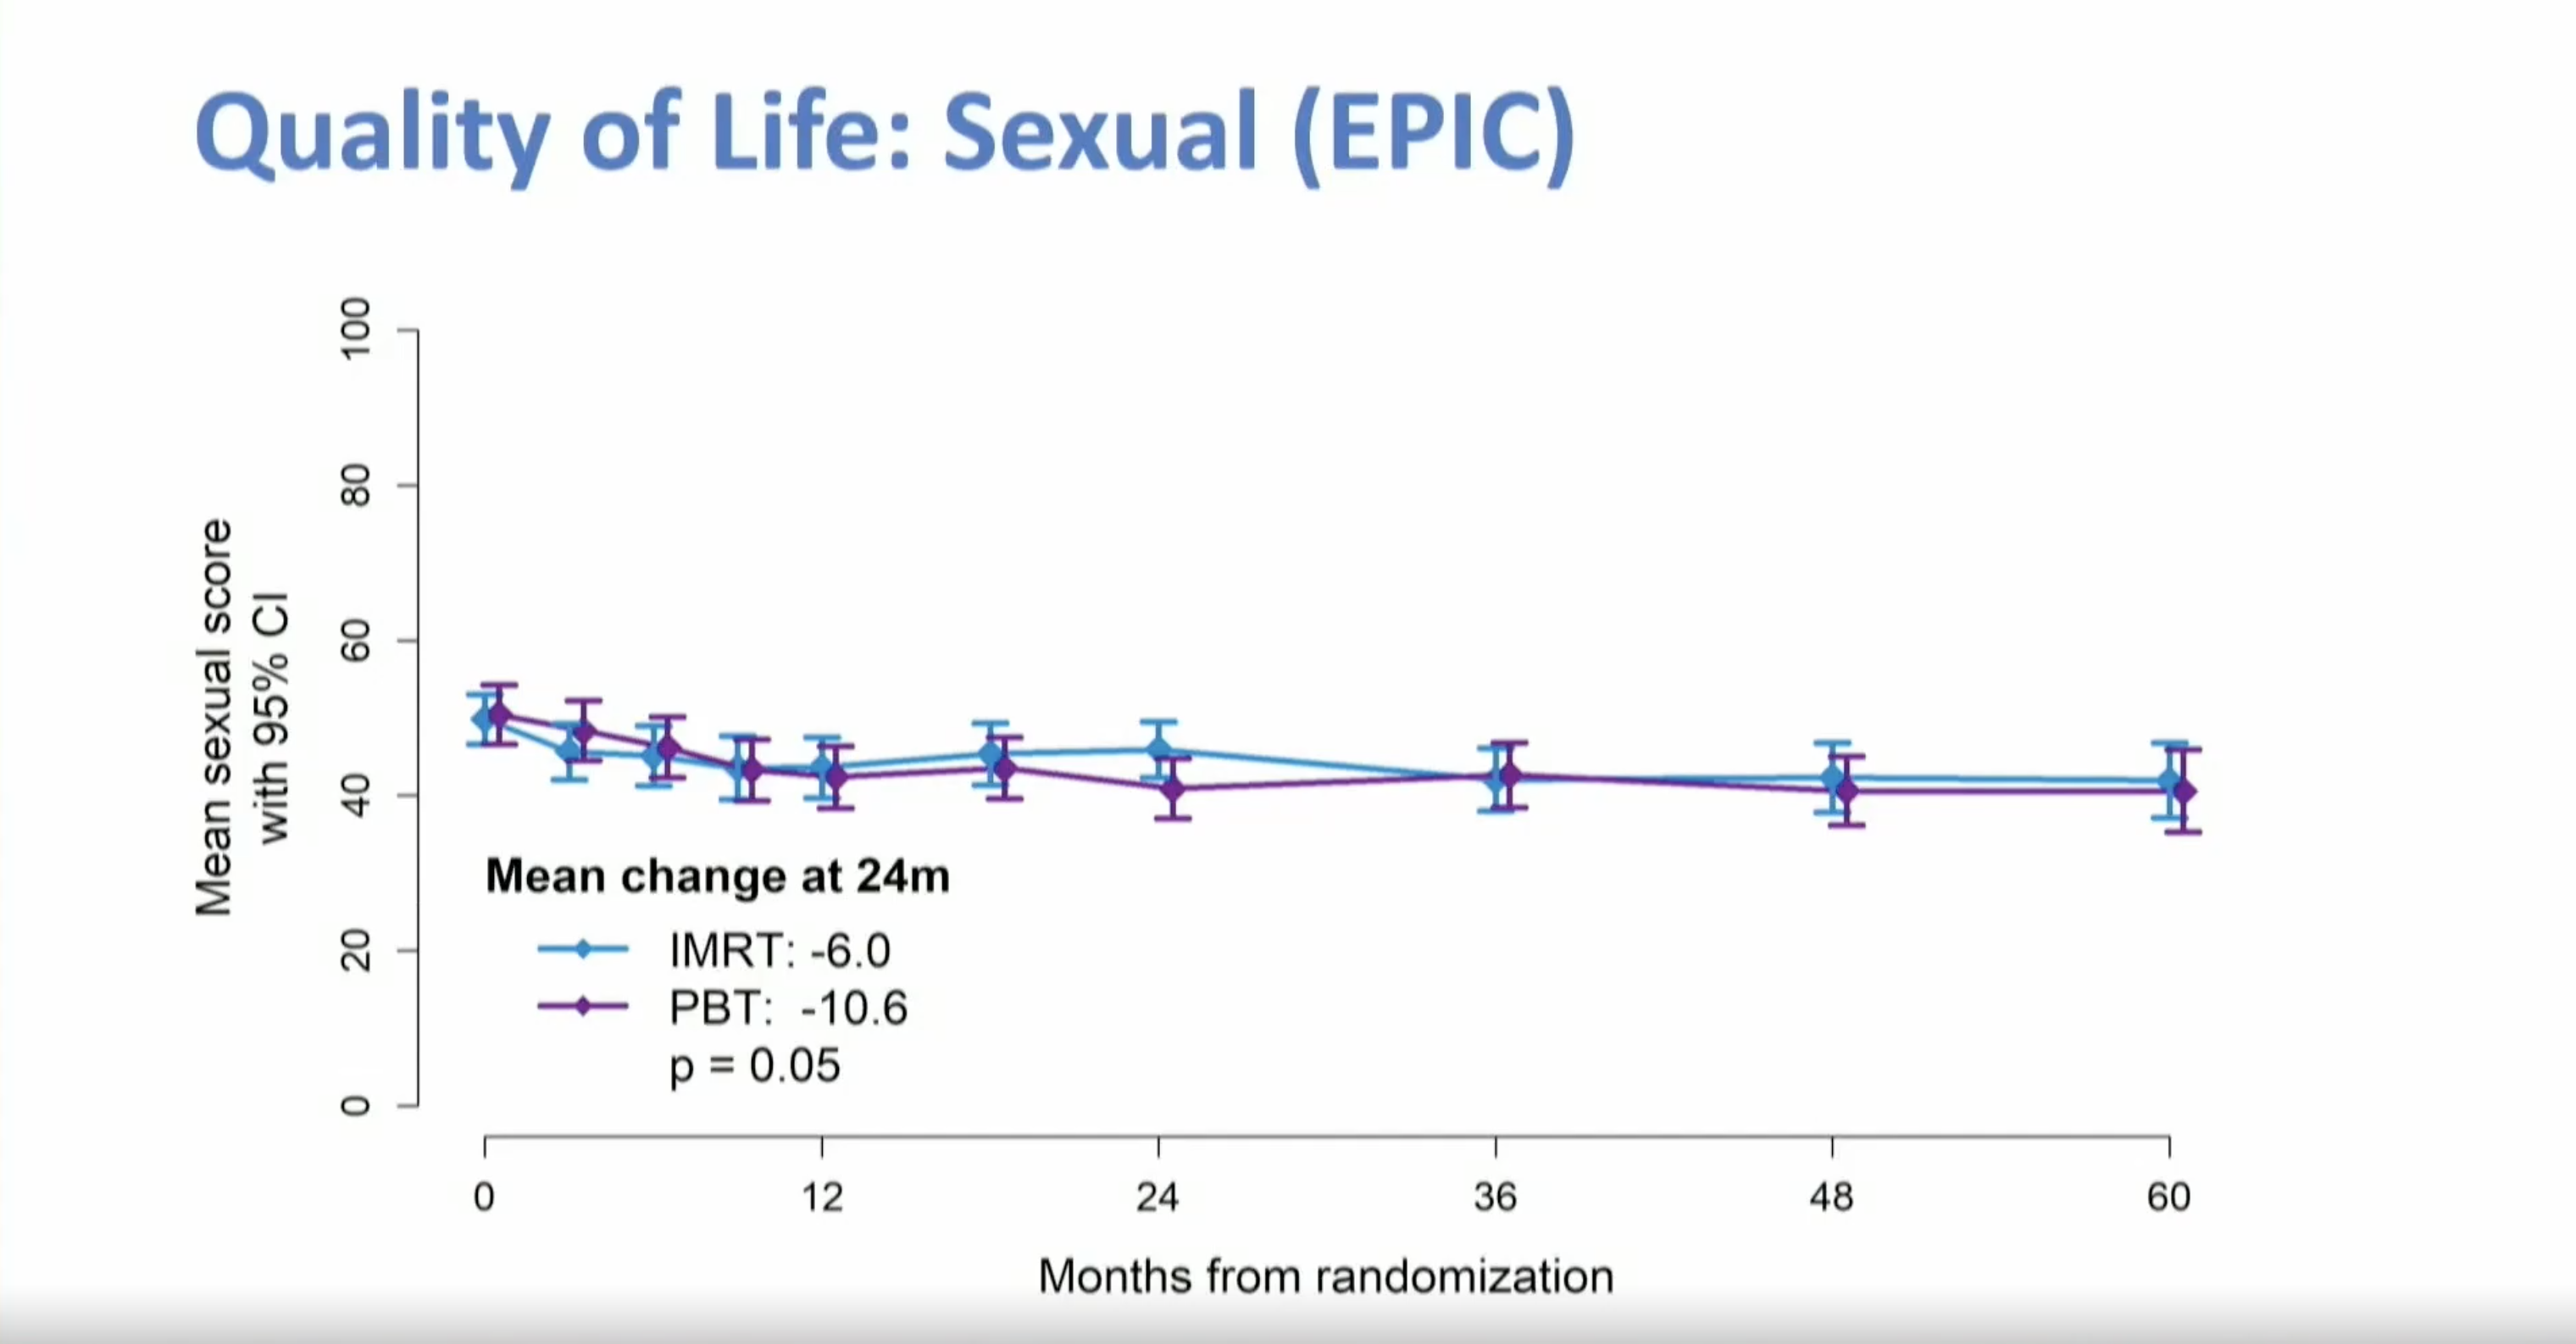 Quality of Life: Sexual (EPIC)
Mean sexual score
with 95% CI
100
80
60
40
20
0
Mean change at 24m
IMRT: -6.0
PBT: -10.6
p = 0.05
0 12 24 36 48 60
Months from randomization